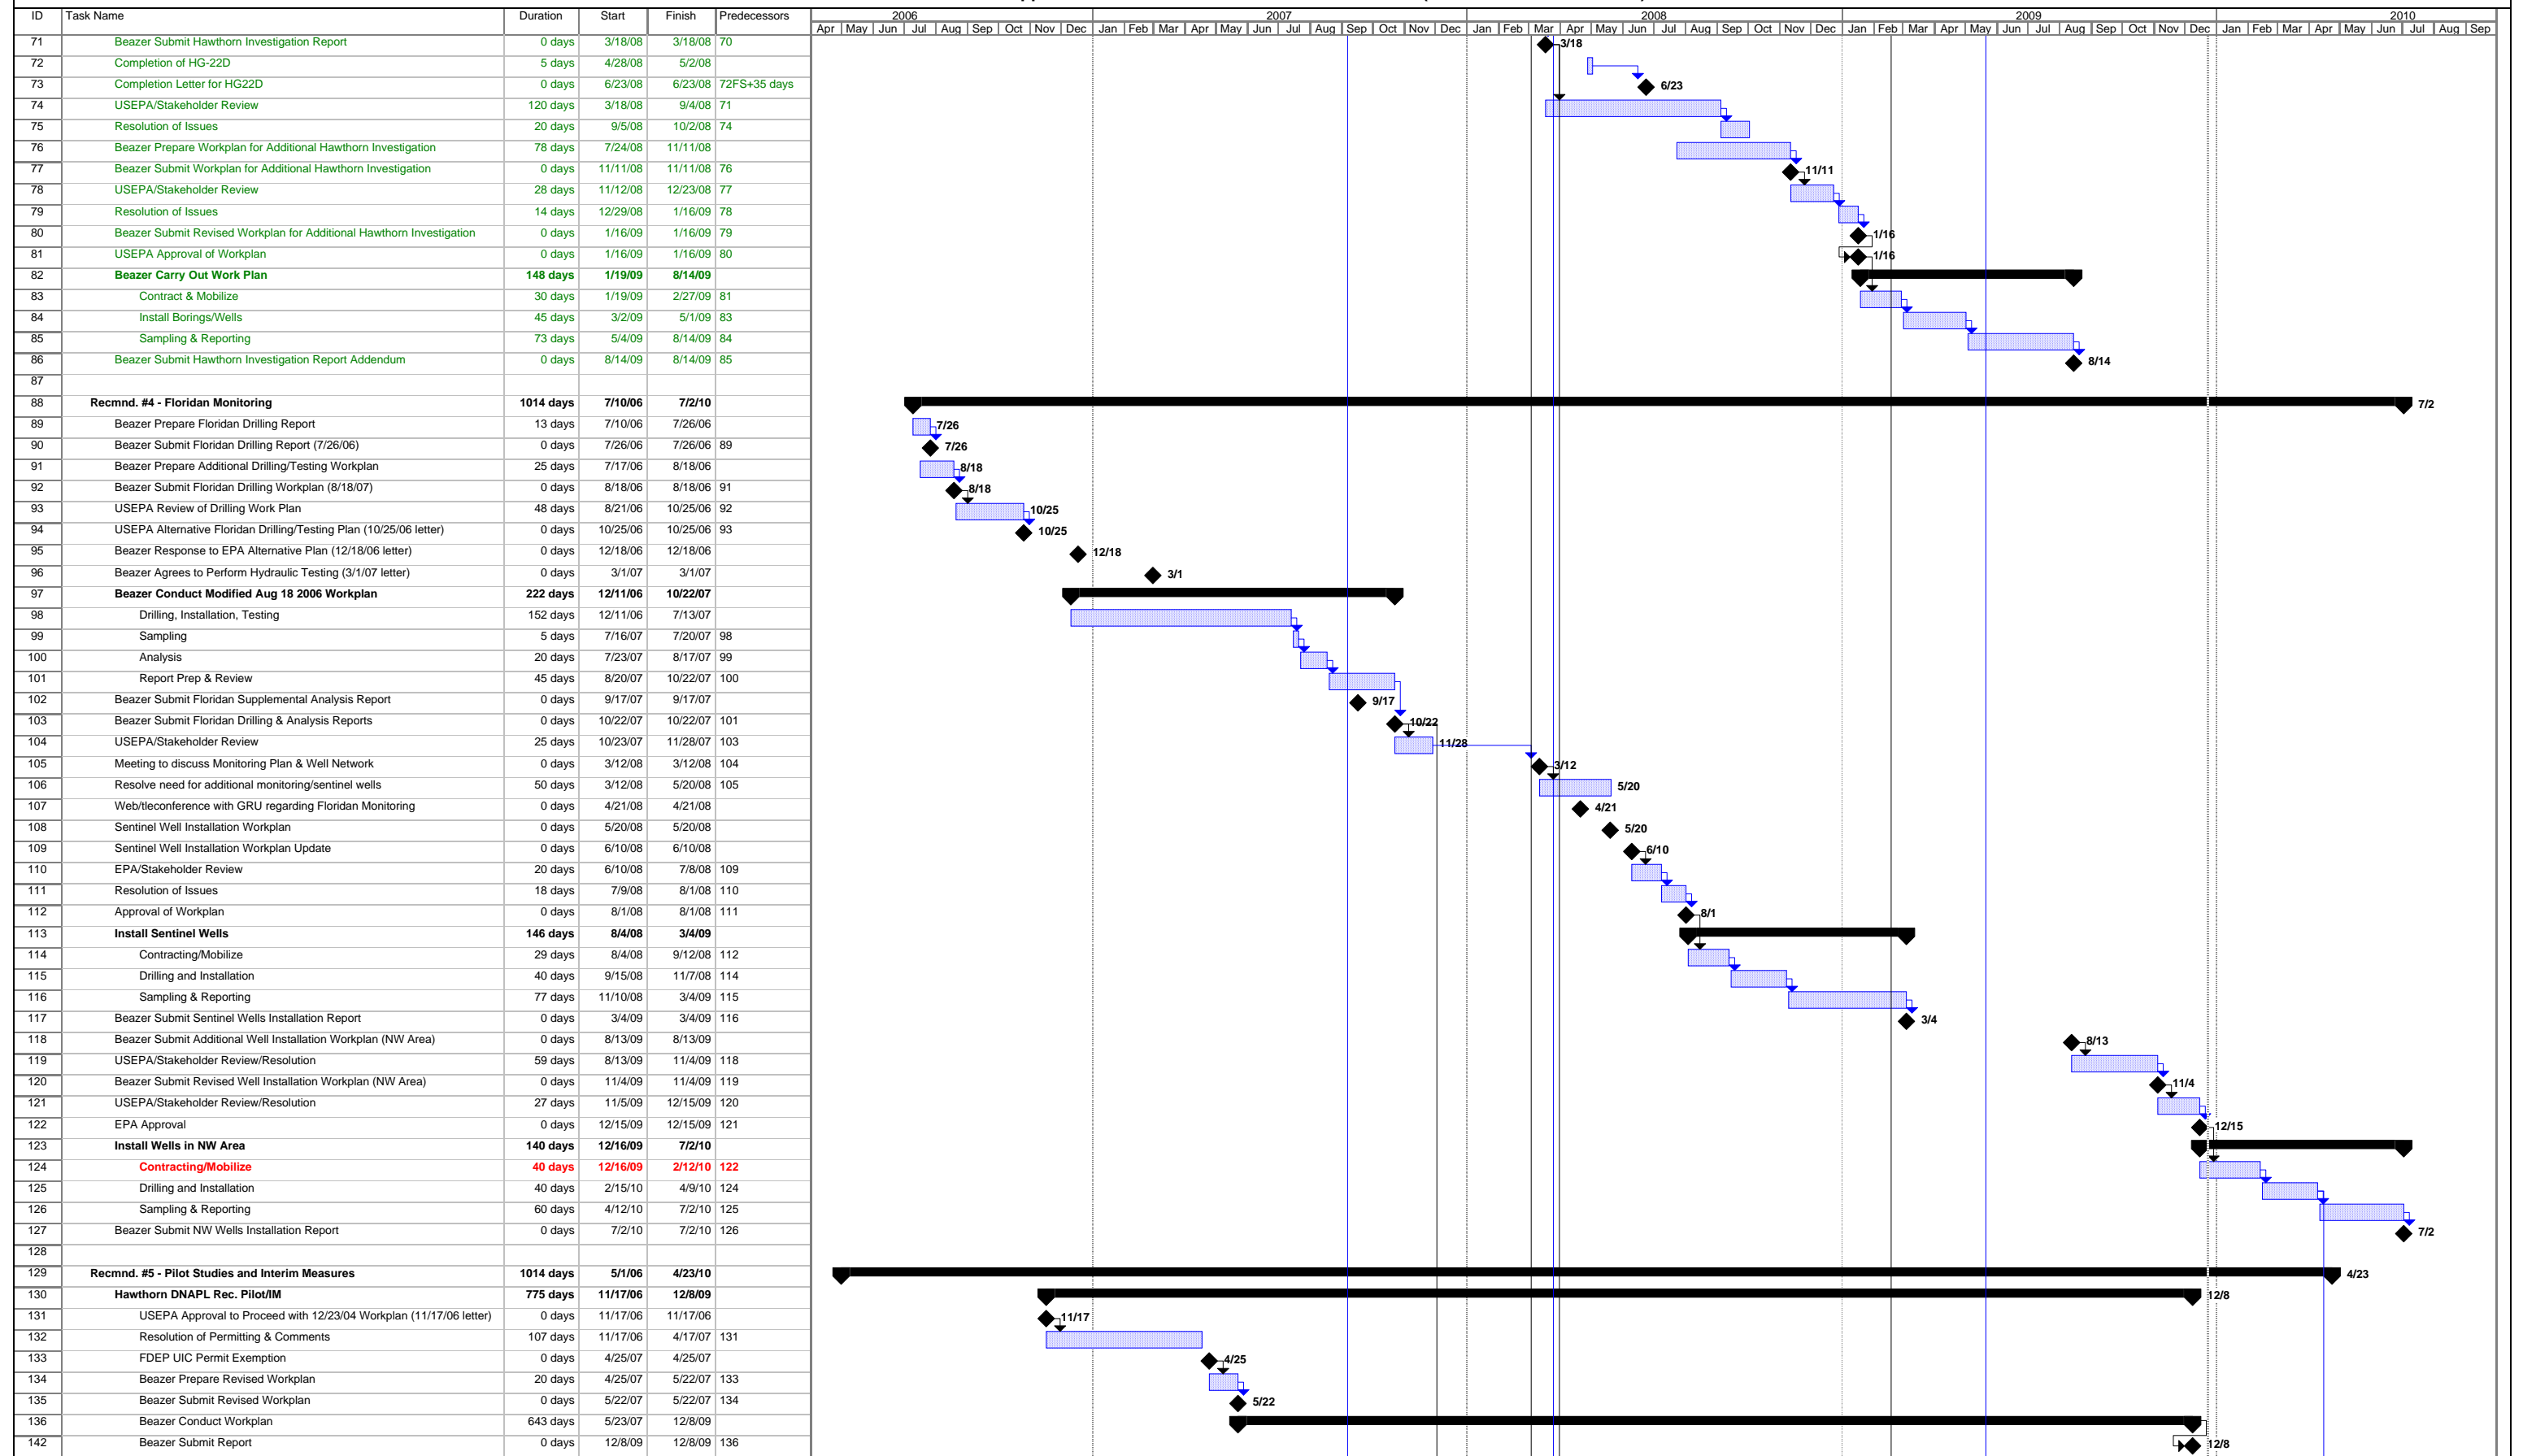 ID Task Name Duration Start Finish Predecessors 2006 2007 2008 2009 2010
Apr May Jun Jul Aug Sep Oct Nov Dec Jan Feb Mar Apr May Jun Jul Aug Sep Oct Nov Dec Jan Feb Mar Apr May Jun Jul Aug Sep Oct Nov Dec Jan Feb Mar Apr May Jun Jul Aug Sep Oct Nov Dec Jan Feb Mar Apr May Jun Jul Aug Sep
71 Beazer Submit Hawthorn Investigation Report 0 days 3/18/08 3/18/08 70 3/18
72 Completion of HG-22D 5 days 4/28/08 5/2/08
73 Completion Letter for HG22D 0 days 6/23/08 6/23/08 72FS+35 days 6/23
74 USEPA/Stakeholder Review 120 days 3/18/08 9/4/08 71
75 Resolution of Issues 20 days 9/5/08 10/2/08 74
76 Beazer Prepare Workplan for Additional Hawthorn Investigation 78 days 7/24/08 11/11/08
77 Beazer Submit Workplan for Additional Hawthorn Investigation 0 days 11/11/08 11/11/08 76 11/11
78 USEPA/Stakeholder Review 28 days 11/12/08 12/23/08 77
79 Resolution of Issues 14 days 12/29/08 1/16/09 78
80 Beazer Submit Revised Workplan for Additional Hawthorn Investigation 0 days 1/16/09 1/16/09 79 1/16
81 USEPA Approval of Workplan 0 days 1/16/09 1/16/09 80 1/16
82 Beazer Carry Out Work Plan 148 days 1/19/09 8/14/09
83 Contract & Mobilize 30 days 1/19/09 2/27/09 81
84 Install Borings/Wells 45 days 3/2/09 5/1/09 83
85 Sampling & Reporting 73 days 5/4/09 8/14/09 84
86 Beazer Submit Hawthorn Investigation Report Addendum 0 days 8/14/09 8/14/09 85 8/14
87
88 Recmnd. #4 - Floridan Monitoring 1014 days 7/10/06 7/2/10 7/2
89 Beazer Prepare Floridan Drilling Report 13 days 7/10/06 7/26/06 7/26
90 Beazer Submit Floridan Drilling Report (7/26/06) 0 days 7/26/06 7/26/06 89 7/26
91 Beazer Prepare Additional Drilling/Testing Workplan 25 days 7/17/06 8/18/06 8/18
92 Beazer Submit Floridan Drilling Workplan (8/18/07) 0 days 8/18/06 8/18/06 91 8/18
93 USEPA Review of Drilling Work Plan 48 days 8/21/06 10/25/06 92 10/25
94 USEPA Alternative Floridan Drilling/Testing Plan (10/25/06 letter) 0 days 10/25/06 10/25/06 93 10/25
95 Beazer Response to EPA Alternative Plan (12/18/06 letter) 0 days 12/18/06 12/18/06 12/18
96 Beazer Agrees to Perform Hydraulic Testing (3/1/07 letter) 0 days 3/1/07 3/1/07 3/1
97 Beazer Conduct Modified Aug 18 2006 Workplan 222 days 12/11/06 10/22/07
98 Drilling, Installation, Testing 152 days 12/11/06 7/13/07
99 Sampling 5 days 7/16/07 7/20/07 98
100 Analysis 20 days 7/23/07 8/17/07 99
101 Report Prep & Review 45 days 8/20/07 10/22/07 100
102 Beazer Submit Floridan Supplemental Analysis Report 0 days 9/17/07 9/17/07 9/17
103 Beazer Submit Floridan Drilling & Analysis Reports 0 days 10/22/07 10/22/07 101 10/22
104 USEPA/Stakeholder Review 25 days 10/23/07 11/28/07 103 11/28
105 Meeting to discuss Monitoring Plan & Well Network 0 days 3/12/08 3/12/08 104 3/12
106 Resolve need for additional monitoring/sentinel wells 50 days 3/12/08 5/20/08 105 5/20
107 Web/tleconference with GRU regarding Floridan Monitoring 0 days 4/21/08 4/21/08 4/21
108 Sentinel Well Installation Workplan 0 days 5/20/08 5/20/08 5/20
109 Sentinel Well Installation Workplan Update 0 days 6/10/08 6/10/08 6/10
110 EPA/Stakeholder Review 20 days 6/10/08 7/8/08 109
111 Resolution of Issues 18 days 7/9/08 8/1/08 110
112 Approval of Workplan 0 days 8/1/08 8/1/08 111 8/1
113 Install Sentinel Wells 146 days 8/4/08 3/4/09
114 Contracting/Mobilize 29 days 8/4/08 9/12/08 112
115 Drilling and Installation 40 days 9/15/08 11/7/08 114
116 Sampling & Reporting 77 days 11/10/08 3/4/09 115
117 Beazer Submit Sentinel Wells Installation Report 0 days 3/4/09 3/4/09 116 3/4
118 Beazer Submit Additional Well Installation Workplan (NW Area) 0 days 8/13/09 8/13/09 8/13
119 USEPA/Stakeholder Review/Resolution 59 days 8/13/09 11/4/09 118
120 Beazer Submit Revised Well Installation Workplan (NW Area) 0 days 11/4/09 11/4/09 119 11/4
121 USEPA/Stakeholder Review/Resolution 27 days 11/5/09 12/15/09 120
122 EPA Approval 0 days 12/15/09 12/15/09 121 12/15
123 Install Wells in NW Area 140 days 12/16/09 7/2/10
124 Contracting/Mobilize 40 days 12/16/09 2/12/10 122
125 Drilling and Installation 40 days 2/15/10 4/9/10 124
126 Sampling & Reporting 60 days 4/12/10 7/2/10 125
127 Beazer Submit NW Wells Installation Report 0 days 7/2/10 7/2/10 126 7/2
128
129 Recmnd. #5 - Pilot Studies and Interim Measures 1014 days 5/1/06 4/23/10 4/23
130 Hawthorn DNAPL Rec. Pilot/IM 775 days 11/17/06 12/8/09 12/8
131 USEPA Approval to Proceed with 12/23/04 Workplan (11/17/06 letter) 0 days 11/17/06 11/17/06 11/17
132 Resolution of Permitting & Comments 107 days 11/17/06 4/17/07 131
133 FDEP UIC Permit Exemption 0 days 4/25/07 4/25/07 4/25
134 Beazer Prepare Revised Workplan 20 days 4/25/07 5/22/07 133
135 Beazer Submit Revised Workplan 0 days 5/22/07 5/22/07 134 5/22
136 Beazer Conduct Workplan 643 days 5/23/07 12/8/09
142 Beazer Submit Report 0 days 12/8/09 12/8/09 136 12/8